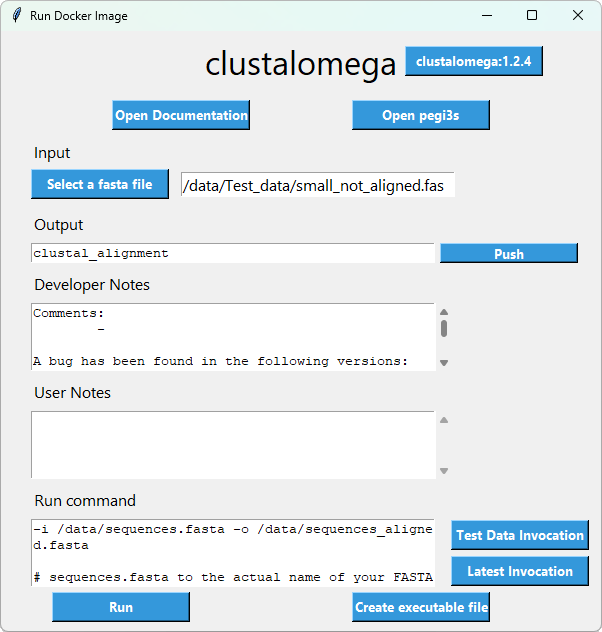 Run Docker Image
clustalomega clustalomega:1.2.4
Open Documentation Open pegi3s
Input
Select a fasta file /data/Test_data/small_not_aligned.fas
Output
clustal_alignment Push
Developer Notes
Comments:
-
A bug has been found in the following versions:
User Notes
Run command
-i /data/sequences.fasta -o /data/sequences_aligne
d.fasta
Test Data Invocation
# sequences.fasta to the actual name of your FASTA
Latest Invocation
Run Create executable file